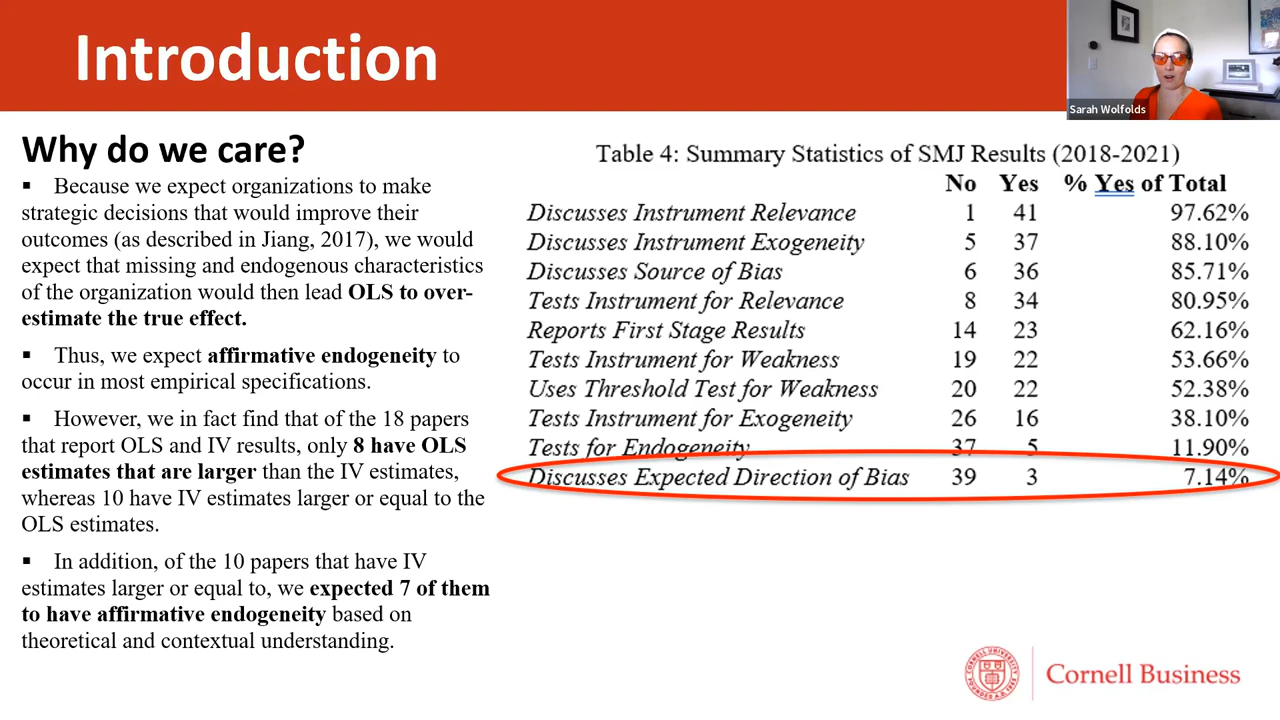 Introduction
Sarah Wolfolds
Why do we care?
▪ Because we expect organizations to make
strategic decisions that would improve their
outcomes (as described in Jiang, 2017), we would
expect that missing and endogenous characteristics
of the organization would then lead OLS to over-
estimate the true effect.
▪ Thus, we expect affirmative endogeneity to
occur in most empirical specifications.
▪ However, we in fact find that of the 18 papers
that report OLS and IV results, only 8 have OLS
estimates that are larger than the IV estimates,
whereas 10 have IV estimates larger or equal to the
OLS estimates.
▪ In addition, of the 10 papers that have IV
estimates larger or equal to, we expected 7 of them
to have affirmative endogeneity based on
theoretical and contextual understanding.
Table 4: Summary Statistics of SMJ Results (2018-2021)
No Yes % Yes of Total
Discusses Instrument Relevance 1 41 97.62%
Discusses Instrument Exogeneity 5 37 88.10%
Discusses Source of Bias 6 36 85.71%
Tests Instrument for Relevance 8 34 80.95%
Reports First Stage Results 14 23 62.16%
Tests Instrument for Weakness 19 22 53.66%
Uses Threshold Test for Weakness 20 22 52.38%
Tests Instrument for Exogeneity 26 16 38.10%
Tests for Endogeneity 37 5 11.90%
Discusses Expected Direction of Bias 39 3 7.14%
Cornell Business